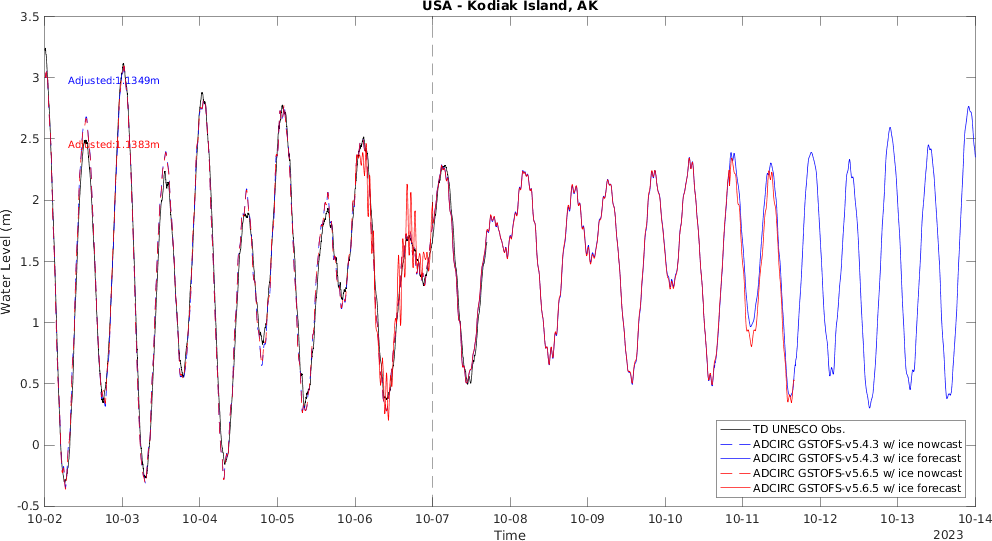 USA - Kodiak Island, AK
3.5
3
2.5
2
1.5
1
0.5
0
-0.5
Water Level (m)
Adjusted:1.1349m
Adjusted:1.1383m
TD UNESCO Obs.
ADCIRC GSTOFS-v5.4.3 w/ ice nowcast
ADCIRC GSTOFS-v5.4.3 w/ ice forecast
ADCIRC GSTOFS-v5.6.5 w/ ice nowcast
ADCIRC GSTOFS-v5.6.5 w/ ice forecast
10-02 10-03 10-04 10-05 10-06 10-07 10-08 10-09 10-10 10-11 10-12 10-13 10-14
Time
2023